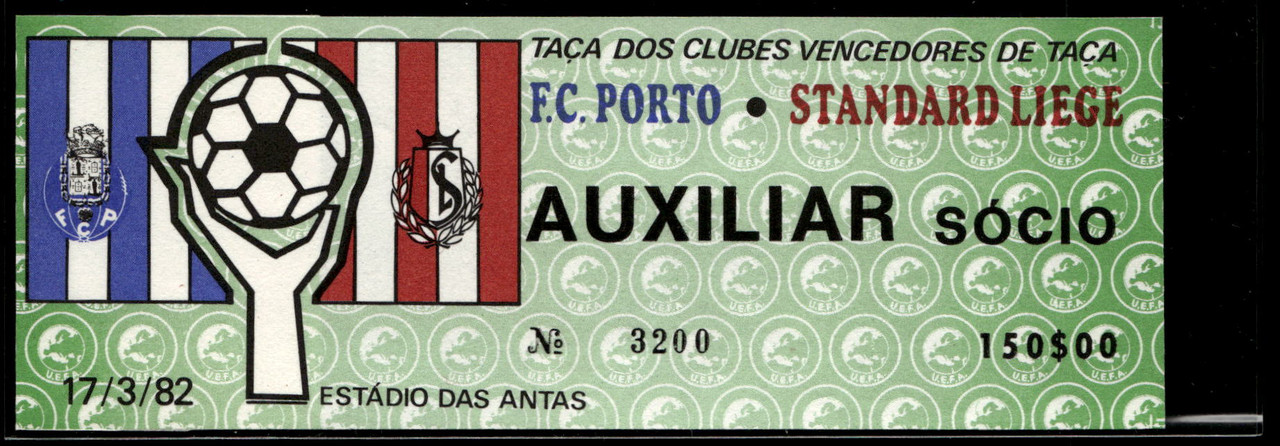 TAÇA DOS CLUBES VENCEDORES DE TAÇA
F.C. PORTO • STANDARD LIEGE
AUXILIAR SÓCIO
№ 3200 150$00
17/3/82 ESTÁDIO DAS ANTAS
F C P
S L
U.E.F.A.